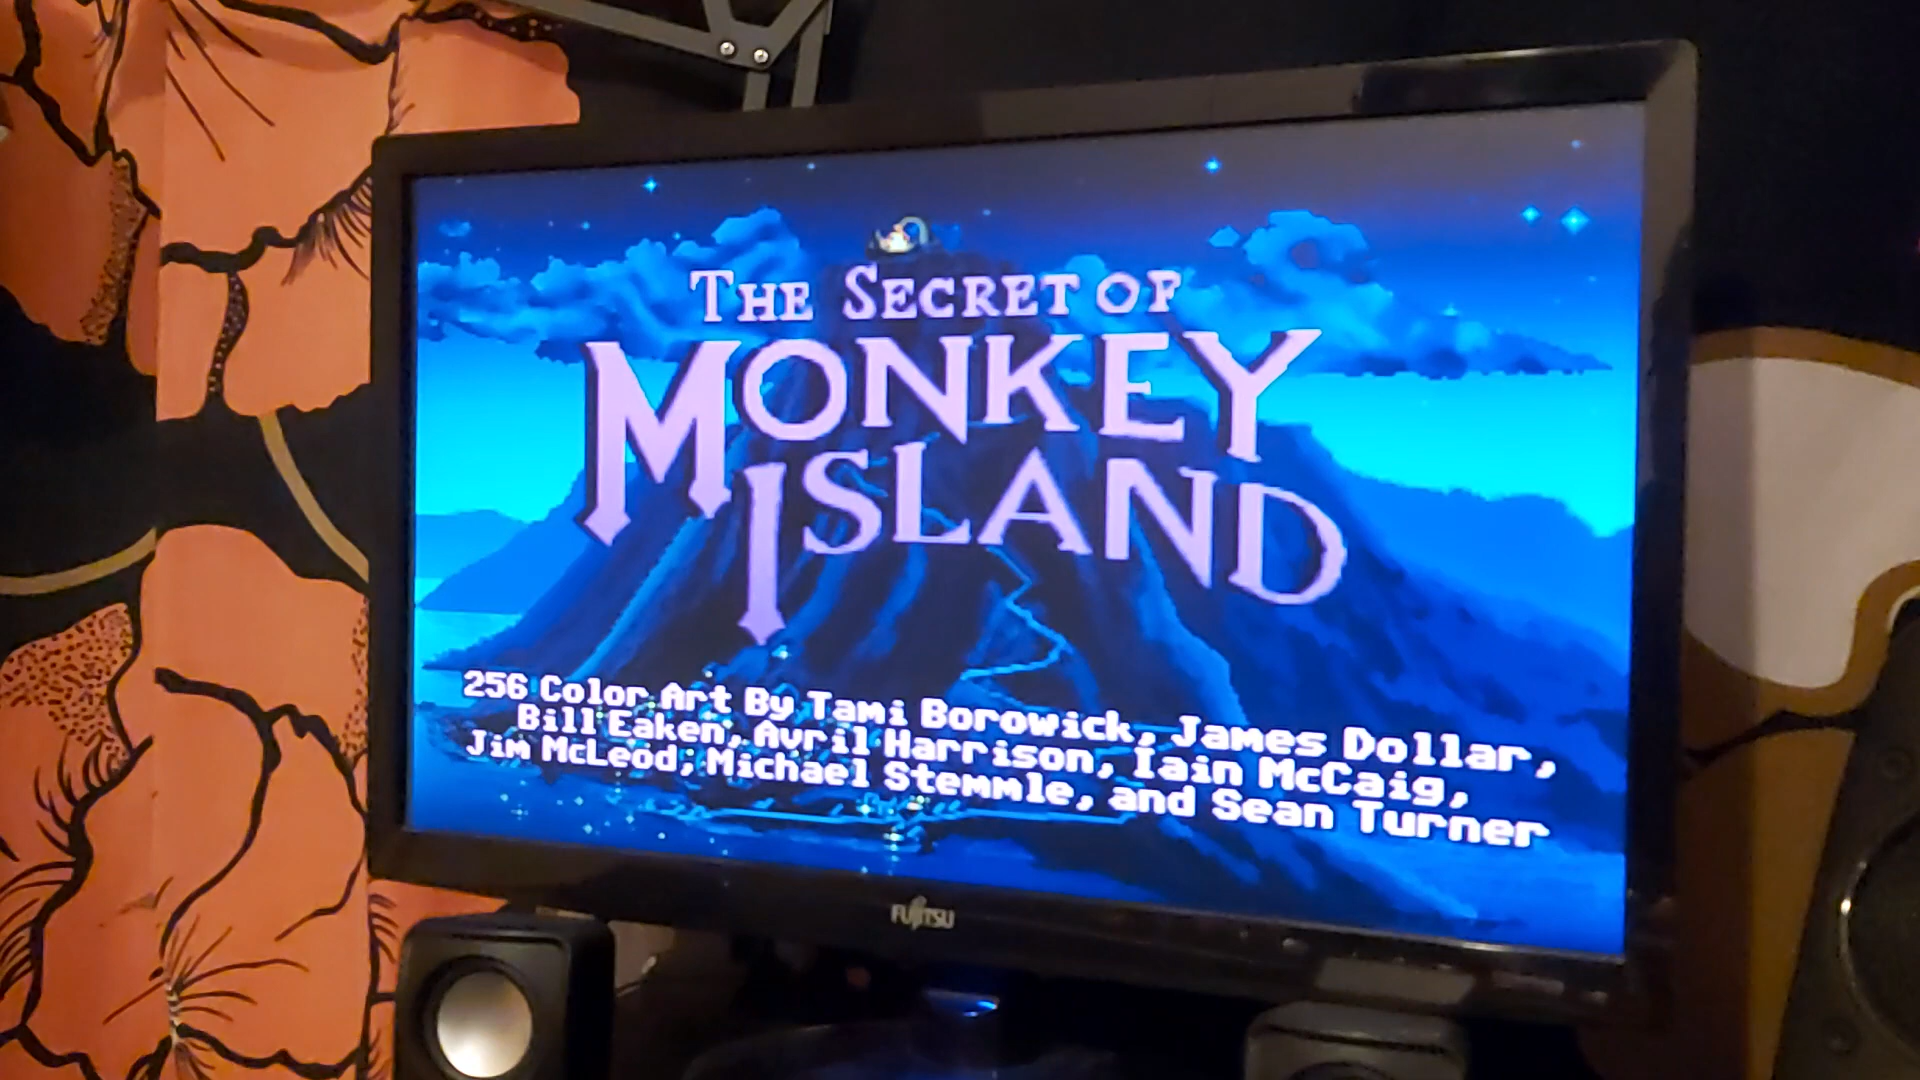 THE SECRET OF
MONKEY
ISLAND
256 Color Art By Tami Borowick, James Dollar,
Bill Eaken, Avril Harrison, Iain McCaig,
Jim McLeod, Michael Stemmle, and Sean Turner
FUJITSU